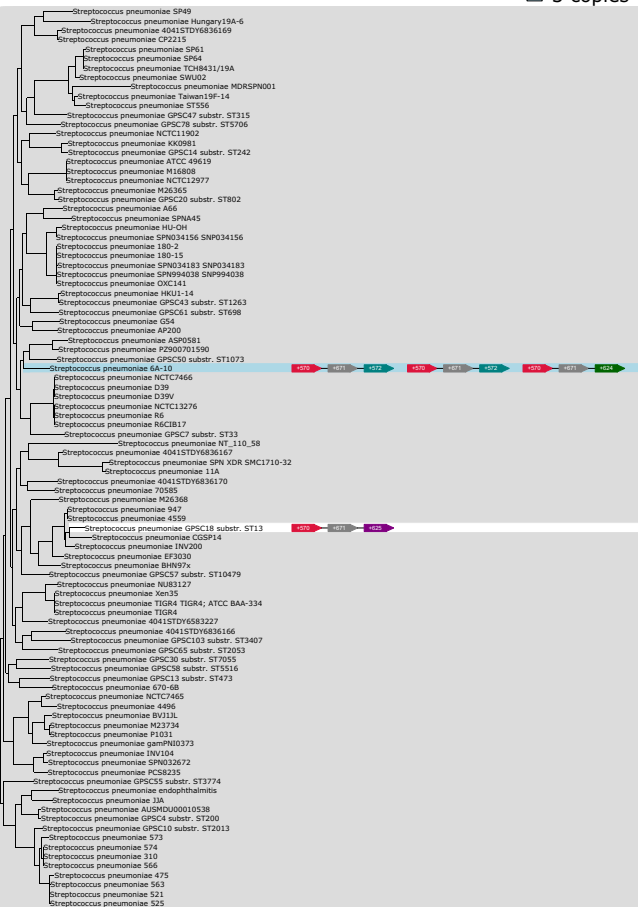 3 copies
Streptococcus pneumoniae SP49
Streptococcus pneumoniae Hungary19A-6
Streptococcus pneumoniae 4041STDY6836169
Streptococcus pneumoniae CP2215
Streptococcus pneumoniae SP61
Streptococcus pneumoniae SP64
Streptococcus pneumoniae TCH8431/19A
Streptococcus pneumoniae SWU02
Streptococcus pneumoniae MDRSPN001
Streptococcus pneumoniae Taiwan19F-14
Streptococcus pneumoniae ST556
Streptococcus pneumoniae GPSC47 substr. ST315
Streptococcus pneumoniae GPSC78 substr. ST5706
Streptococcus pneumoniae NCTC11902
Streptococcus pneumoniae KK0981
Streptococcus pneumoniae GPSC14 substr. ST242
Streptococcus pneumoniae ATCC 49619
Streptococcus pneumoniae M16808
Streptococcus pneumoniae NCTC12977
Streptococcus pneumoniae M26365
Streptococcus pneumoniae GPSC20 substr. ST802
Streptococcus pneumoniae A66
Streptococcus pneumoniae SPNA45
Streptococcus pneumoniae HU-OH
Streptococcus pneumoniae SPN034156 SNP034156
Streptococcus pneumoniae 180-2
Streptococcus pneumoniae 180-15
Streptococcus pneumoniae SPN034183 SNP034183
Streptococcus pneumoniae SPN994038 SNP994038
Streptococcus pneumoniae OXC141
Streptococcus pneumoniae HKU1-14
Streptococcus pneumoniae GPSC43 substr. ST1263
Streptococcus pneumoniae GPSC61 substr. ST698
Streptococcus pneumoniae G54
Streptococcus pneumoniae AP200
Streptococcus pneumoniae ASP0581
Streptococcus pneumoniae PZ900701590
Streptococcus pneumoniae GPSC50 substr. ST1073
Streptococcus pneumoniae 6A-10 +570 +671 +572 +570 +671 +572 +570 +671 +624
Streptococcus pneumoniae NCTC7466
Streptococcus pneumoniae D39
Streptococcus pneumoniae D39V
Streptococcus pneumoniae NCTC13276
Streptococcus pneumoniae R6
Streptococcus pneumoniae R6CIB17
Streptococcus pneumoniae GPSC7 substr. ST33
Streptococcus pneumoniae NT_110_58
Streptococcus pneumoniae 4041STDY6836167
Streptococcus pneumoniae SPN XDR SMC1710-32
Streptococcus pneumoniae 11A
Streptococcus pneumoniae 4041STDY6836170
Streptococcus pneumoniae 70585
Streptococcus pneumoniae M26368
Streptococcus pneumoniae 947
Streptococcus pneumoniae 4559
Streptococcus pneumoniae GPSC18 substr. ST13 +570 +671 +625
Streptococcus pneumoniae CGSP14
Streptococcus pneumoniae INV200
Streptococcus pneumoniae EF3030
Streptococcus pneumoniae BHN97x
Streptococcus pneumoniae GPSC57 substr. ST10479
Streptococcus pneumoniae NU83127
Streptococcus pneumoniae Xen35
Streptococcus pneumoniae TIGR4 TIGR4; ATCC BAA-334
Streptococcus pneumoniae TIGR4
Streptococcus pneumoniae 4041STDY6583227
Streptococcus pneumoniae 4041STDY6836166
Streptococcus pneumoniae GPSC103 substr. ST3407
Streptococcus pneumoniae GPSC65 substr. ST2053
Streptococcus pneumoniae GPSC30 substr. ST7055
Streptococcus pneumoniae GPSC58 substr. ST5516
Streptococcus pneumoniae GPSC13 substr. ST473
Streptococcus pneumoniae 670-6B
Streptococcus pneumoniae NCTC7465
Streptococcus pneumoniae 4496
Streptococcus pneumoniae BVJ1JL
Streptococcus pneumoniae M23734
Streptococcus pneumoniae P1031
Streptococcus pneumoniae gamPNI0373
Streptococcus pneumoniae INV104
Streptococcus pneumoniae SPN032672
Streptococcus pneumoniae PCS8235
Streptococcus pneumoniae GPSC55 substr. ST3774
Streptococcus pneumoniae endophthalmitis
Streptococcus pneumoniae JJA
Streptococcus pneumoniae AUSMDU00010538
Streptococcus pneumoniae GPSC4 substr. ST200
Streptococcus pneumoniae GPSC10 substr. ST2013
Streptococcus pneumoniae 573
Streptococcus pneumoniae 574
Streptococcus pneumoniae 310
Streptococcus pneumoniae 566
Streptococcus pneumoniae 475
Streptococcus pneumoniae 563
Streptococcus pneumoniae 521
Streptococcus pneumoniae 525